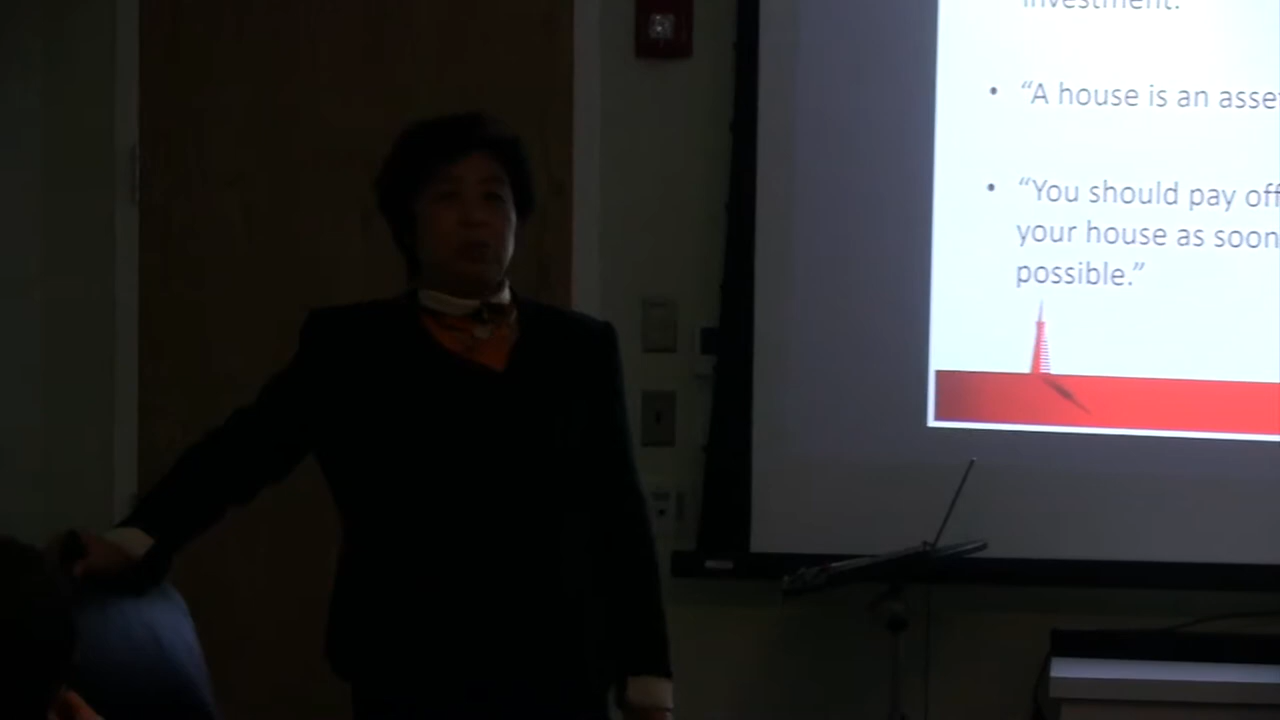 investment.
• “A house is an asse
• “You should pay off
your house as soon
possible.”